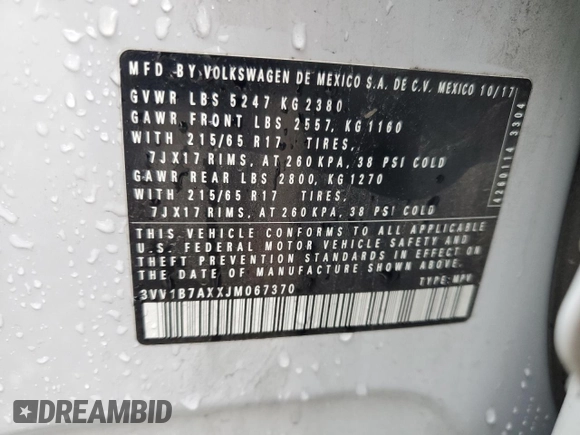 MFD. BY VOLKSWAGEN DE MEXICO S.A. DE C.V. MEXICO 10/17
GVWR LBS 5247 KG 2380
GAWR FRONT LBS 2557, KG 1160
WITH 215/65 R17 TIRES,
7JX17 RIMS, AT 260 KPA, 38 PSI COLD
GAWR REAR LBS 2800, KG 1270
WITH 215/65 R17 TIRES,
7JX17 RIMS, AT 260 KPA, 38 PSI COLD
THIS VEHICLE CONFORMS TO ALL APPLICABLE
U.S. FEDERAL MOTOR VEHICLE SAFETY AND
THEFT PREVENTION STANDARDS IN EFFECT ON
THE DATE OF MANUFACTURE SHOWN ABOVE.
3VV1B7AXXJM067370 TYPE: MPV
4260114 3304
DREAMBID